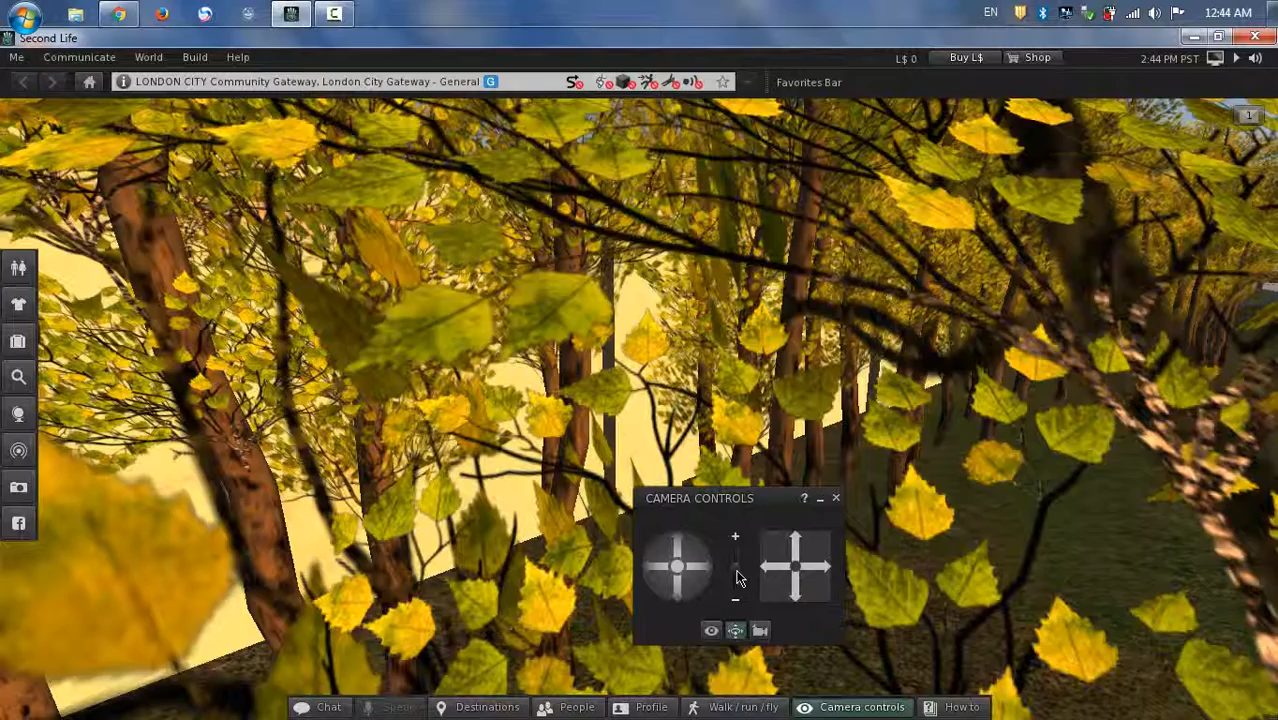 EN
12:44 AM
Second Life
Me Communicate World Build Help
L$ 0 Buy L$ Shop 2:44 PM PST
LONDON CITY Community Gateway, London City Gateway - General G
Favorites Bar
1
CAMERA CONTROLS ?
Chat Speak Destinations People Profile Walk / run / fly Camera controls How to